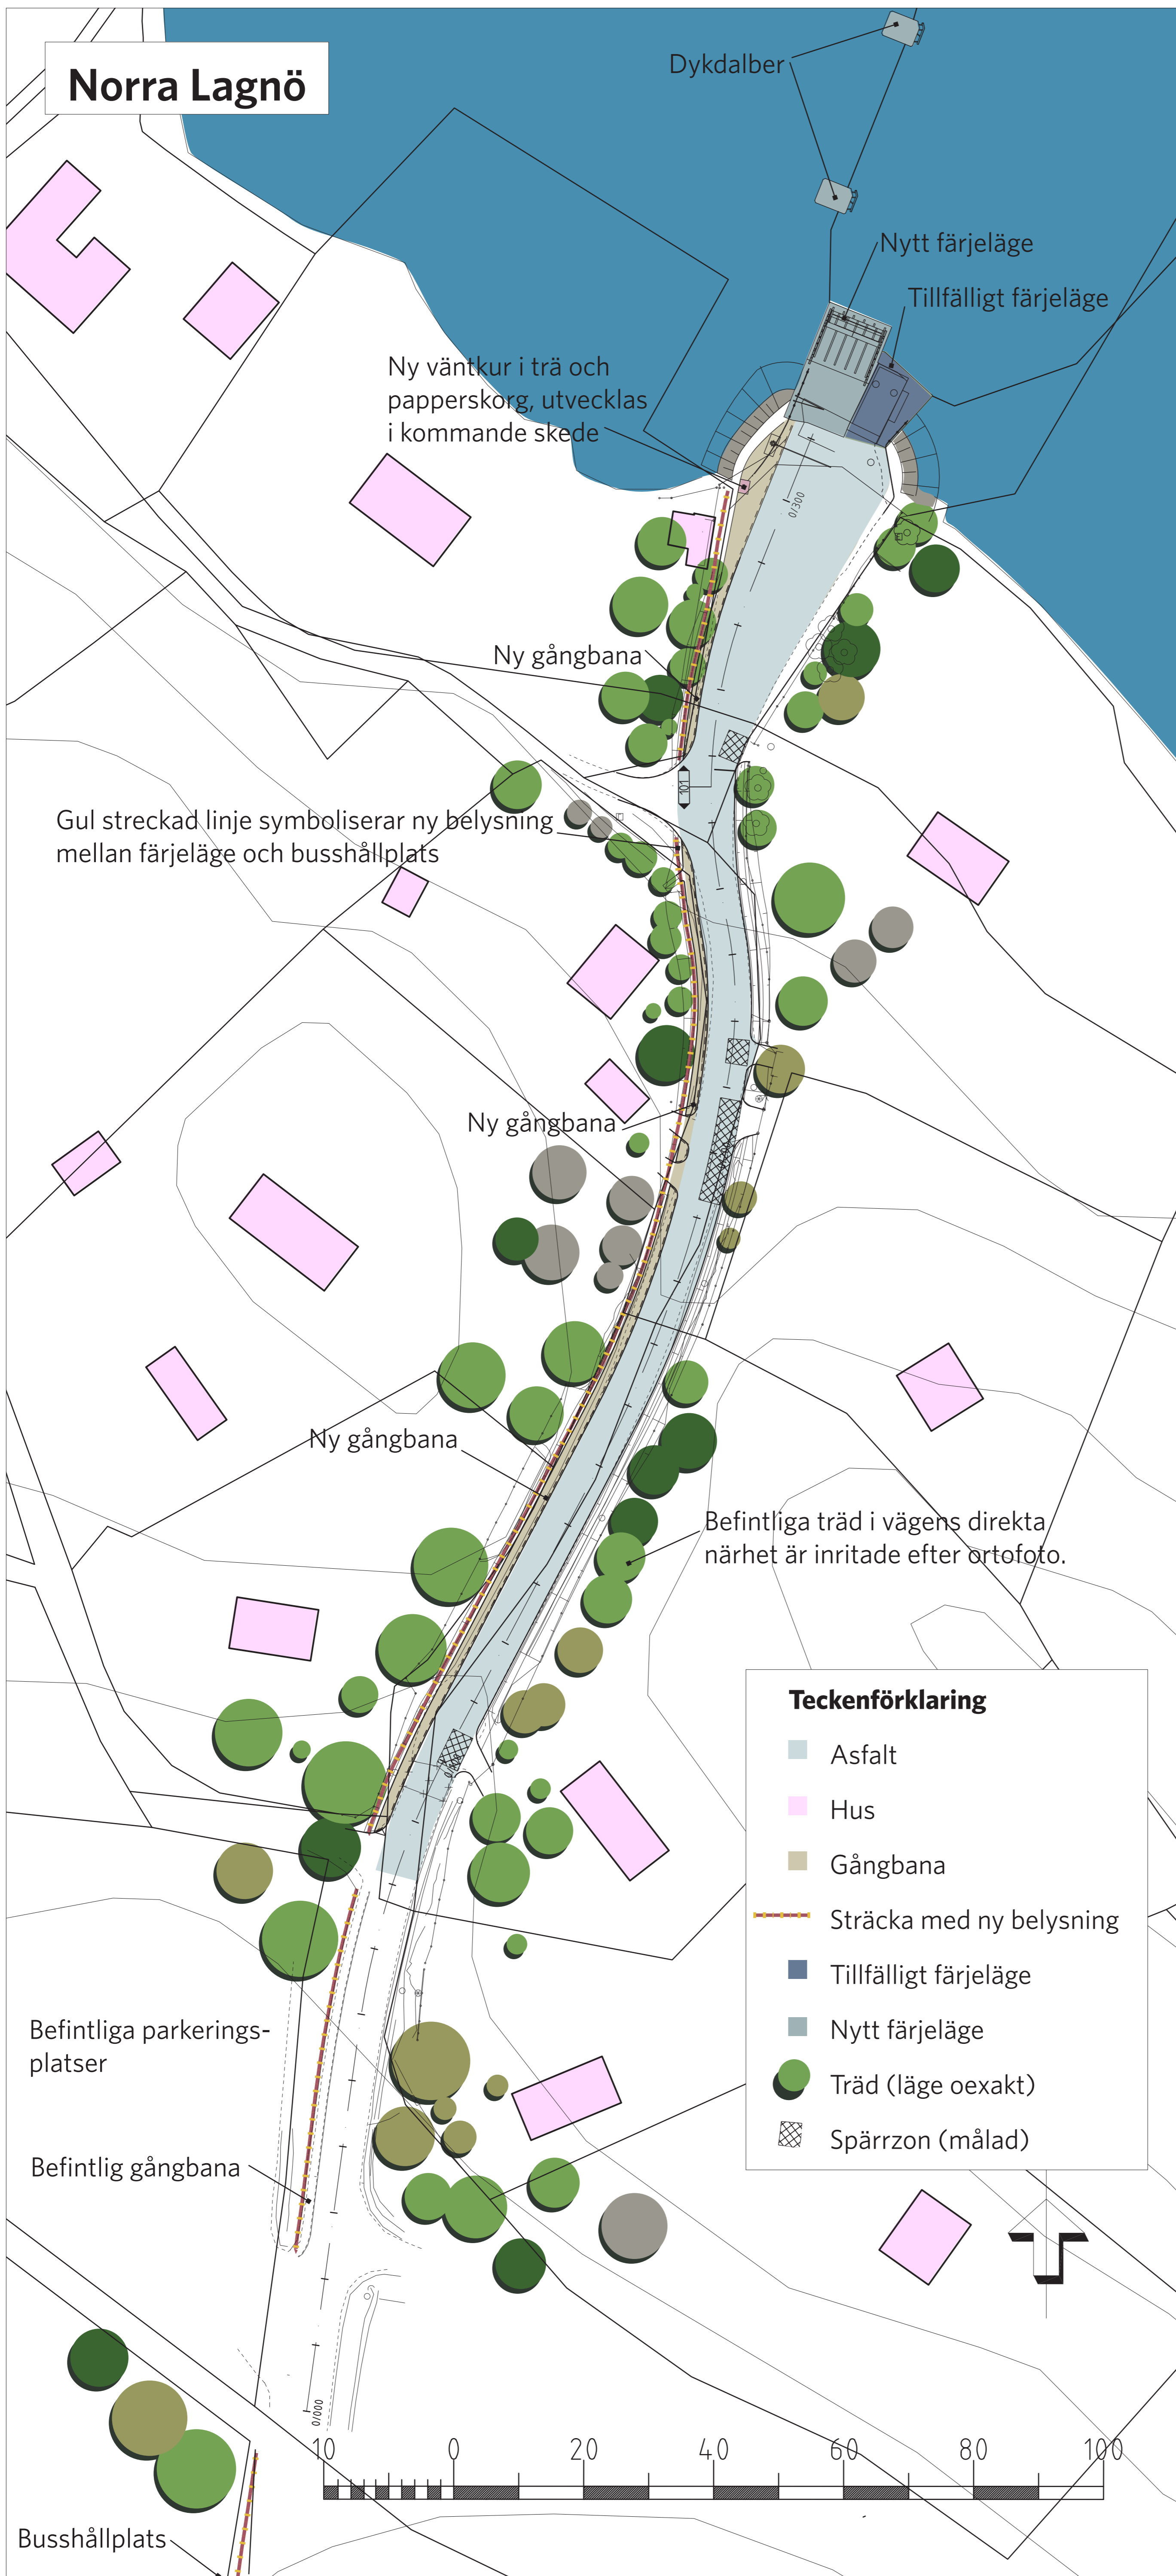 Norra Lagnö
Dykdalber
Nytt färjeläge
Tillfälligt färjeläge
Ny väntkur i trä och
papperskorg, utvecklas
i kommande skede
0/300
Ny gångbana
101
Gul streckad linje symboliserar ny belysning
mellan färjeläge och busshållplats
Ny gångbana
Ny gångbana
Befintliga träd i vägens direkta
närhet är inritade efter ortofoto.
Teckenförklaring
Asfalt
Hus
Gångbana
Sträcka med ny belysning
Tillfälligt färjeläge
Nytt färjeläge
Träd (läge oexakt)
Spärrzon (målad)
Befintliga parkerings-
platser
Befintlig gångbana
0/000
10 0 20 40 60 80 100
Busshållplats